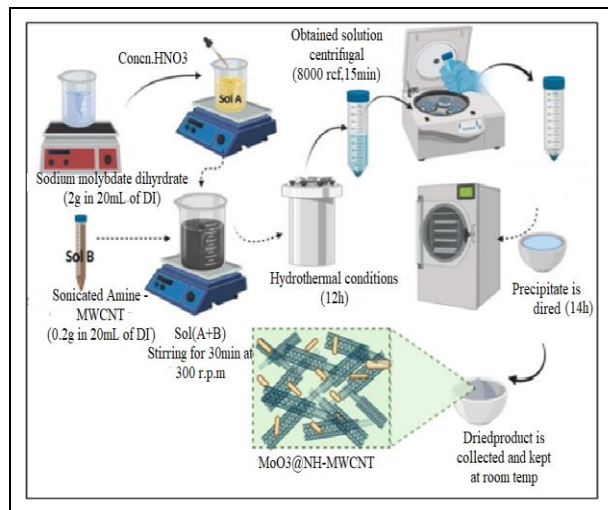 Concn.HNO3
Sol A
Sodium molybdate dihyrdrate
(2g in 20mL of DI)
Obtained solution
centrifugal
(8000 rcf,15min)
Sol B
Sonicated Amine -
MWCNT
(0.2g in 20mL of DI)
Sol(A+B)
Stirring for 30min at
300 r.p.m
Hydrothermal conditions
(12h)
Precipitate is
dired (14h)
MoO3@NH-MWCNT
Driedproduct is
collected and kept
at room temp